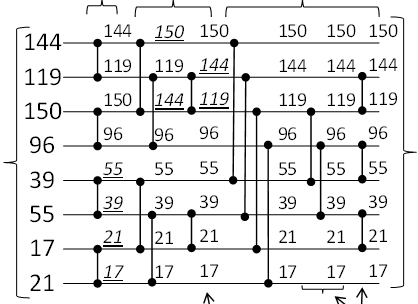 144 144 150 150 150 150 150
119 119 119 144 144 144 144
150 150 144 119 119 119 119
96 96 96 96 96 96 96
39 55 55 55 55 55 55
55 39 39 39 39 39 39
17 21 21 21 21 21 21
21 17 17 17 17 17 17